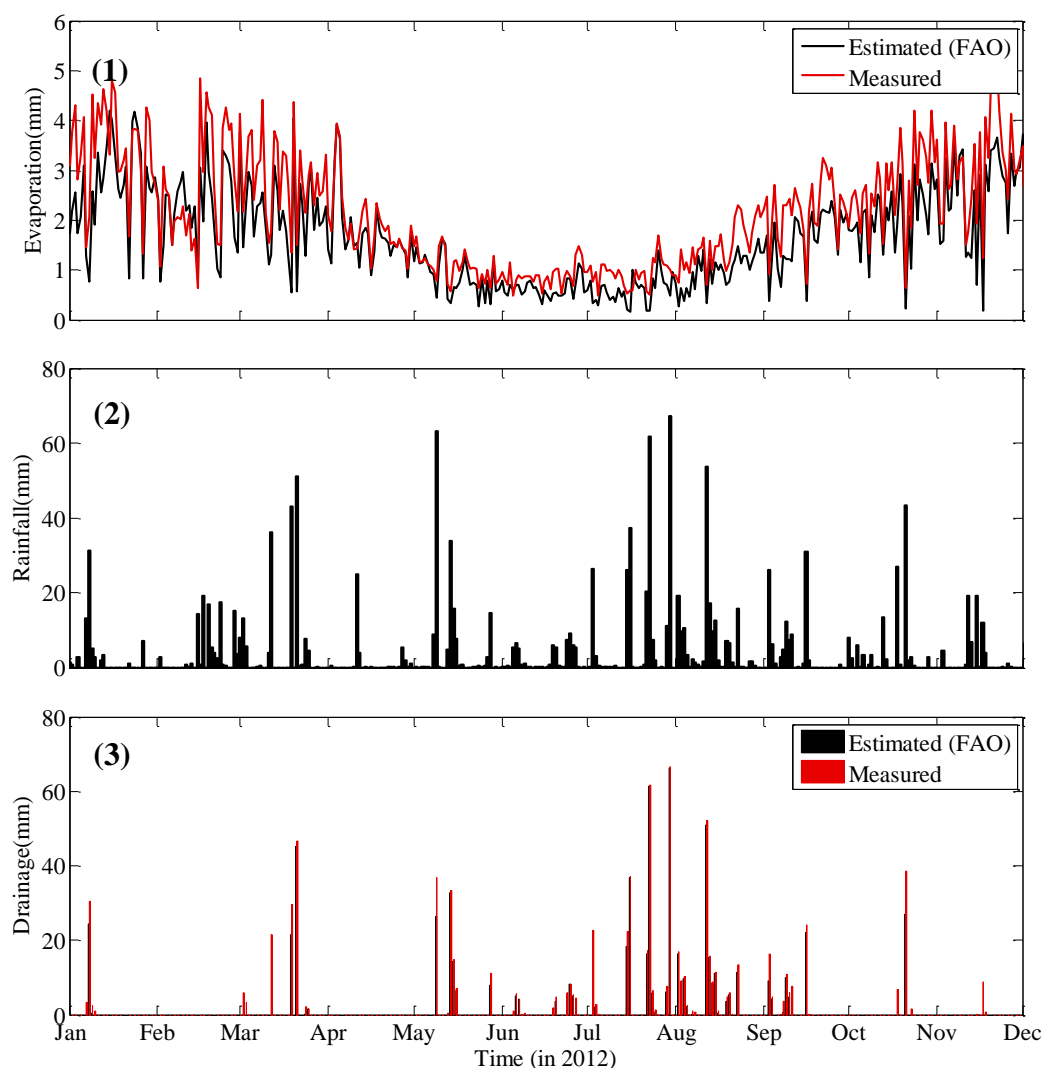 6
5
4
3
2
1
0
Evaporation(mm)
(1)
Estimated (FAO)
Measured
80
60
40
20
0
Rainfall(mm)
(2)
80
60
40
20
0
Drainage(mm)
(3)
Estimated (FAO)
Measured
Jan Feb Mar Apr May Jun Jul Aug Sep Oct Nov Dec
Time (in 2012)